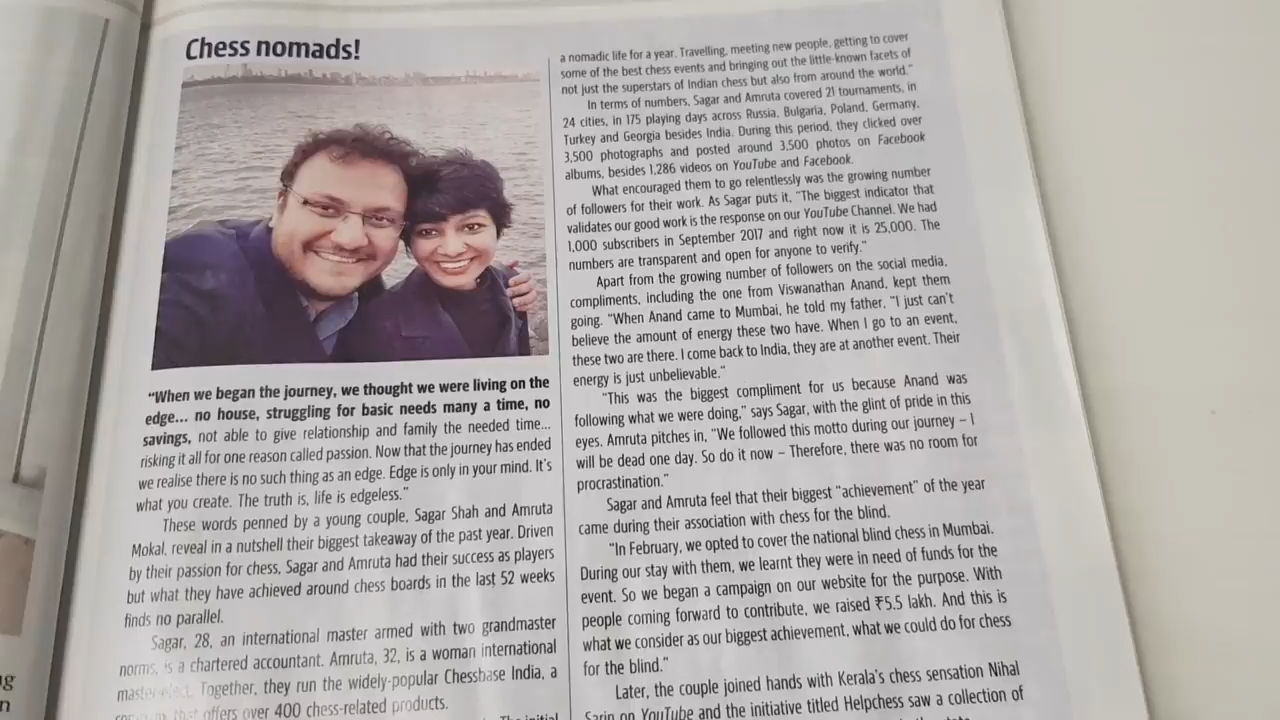 Chess nomads!
"When we began the journey, we thought we were living on the
edge... no house, struggling for basic needs many a time, no
savings, not able to give relationship and family the needed time...
risking it all for one reason called passion. Now that the journey has ended
we realise there is no such thing as an edge. Edge is only in your mind. It's
what you create. The truth is, life is edgeless."
These words penned by a young couple, Sagar Shah and Amruta
Mokal, reveal in a nutshell their biggest takeaway of the past year. Driven
by their passion for chess, Sagar and Amruta had their success as players
but what they have achieved around chess boards in the last 52 weeks
finds no parallel.
Sagar, 28, an international master armed with two grandmaster
norms, is a chartered accountant. Amruta, 32, is a woman international
Together, they run the widely-popular Chessbase India, a
that offers over 400 chess-related products.
The initial
a nomadic life for a year. Travelling, meeting new people, getting to cover
some of the best chess events and bringing out the little-known facets of
not just the superstars of Indian chess but also from around the world."
In terms of numbers, Sagar and Amruta covered 21 tournaments, in
24 cities, in 175 playing days across Russia, Bulgaria, Poland, Germany,
Turkey and Georgia besides India. During this period, they clicked over
3,500 photographs and posted around 3,500 photos on Facebook
albums, besides 1,286 videos on YouTube and Facebook.
What encouraged them to go relentlessly was the growing number
of followers for their work. As Sagar puts it, "The biggest indicator that
validates our good work is the response on our YouTube Channel. We had
1,000 subscribers in September 2017 and right now it is 25,000. The
numbers are transparent and open for anyone to verify."
Apart from the growing number of followers on the social media,
compliments, including the one from Viswanathan Anand, kept them
going. "When Anand came to Mumbai, he told my father, "I just can't
believe the amount of energy these two have. When I go to an event,
these two are there. I come back to India, they are at another event. Their
energy is just unbelievable."
"This was the biggest compliment for us because Anand was
following what we were doing," says Sagar, with the glint of pride in this
eyes. Amruta pitches in, "We followed this motto during our journey – I
will be dead one day. So do it now – Therefore, there was no room for
procrastination."
Sagar and Amruta feel that their biggest "achievement" of the year
came during their association with chess for the blind.
"In February, we opted to cover the national blind chess in Mumbai.
During our stay with them, we learnt they were in need of funds for the
event. So we began a campaign on our website for the purpose. With
people coming forward to contribute, we raised ₹5.5 lakh. And this is
what we consider as our biggest achievement, what we could do for chess
for the blind."
Later, the couple joined hands with Kerala's chess sensation Nihal
Sarin on YouTube and the initiative titled Helpchess saw a collection of